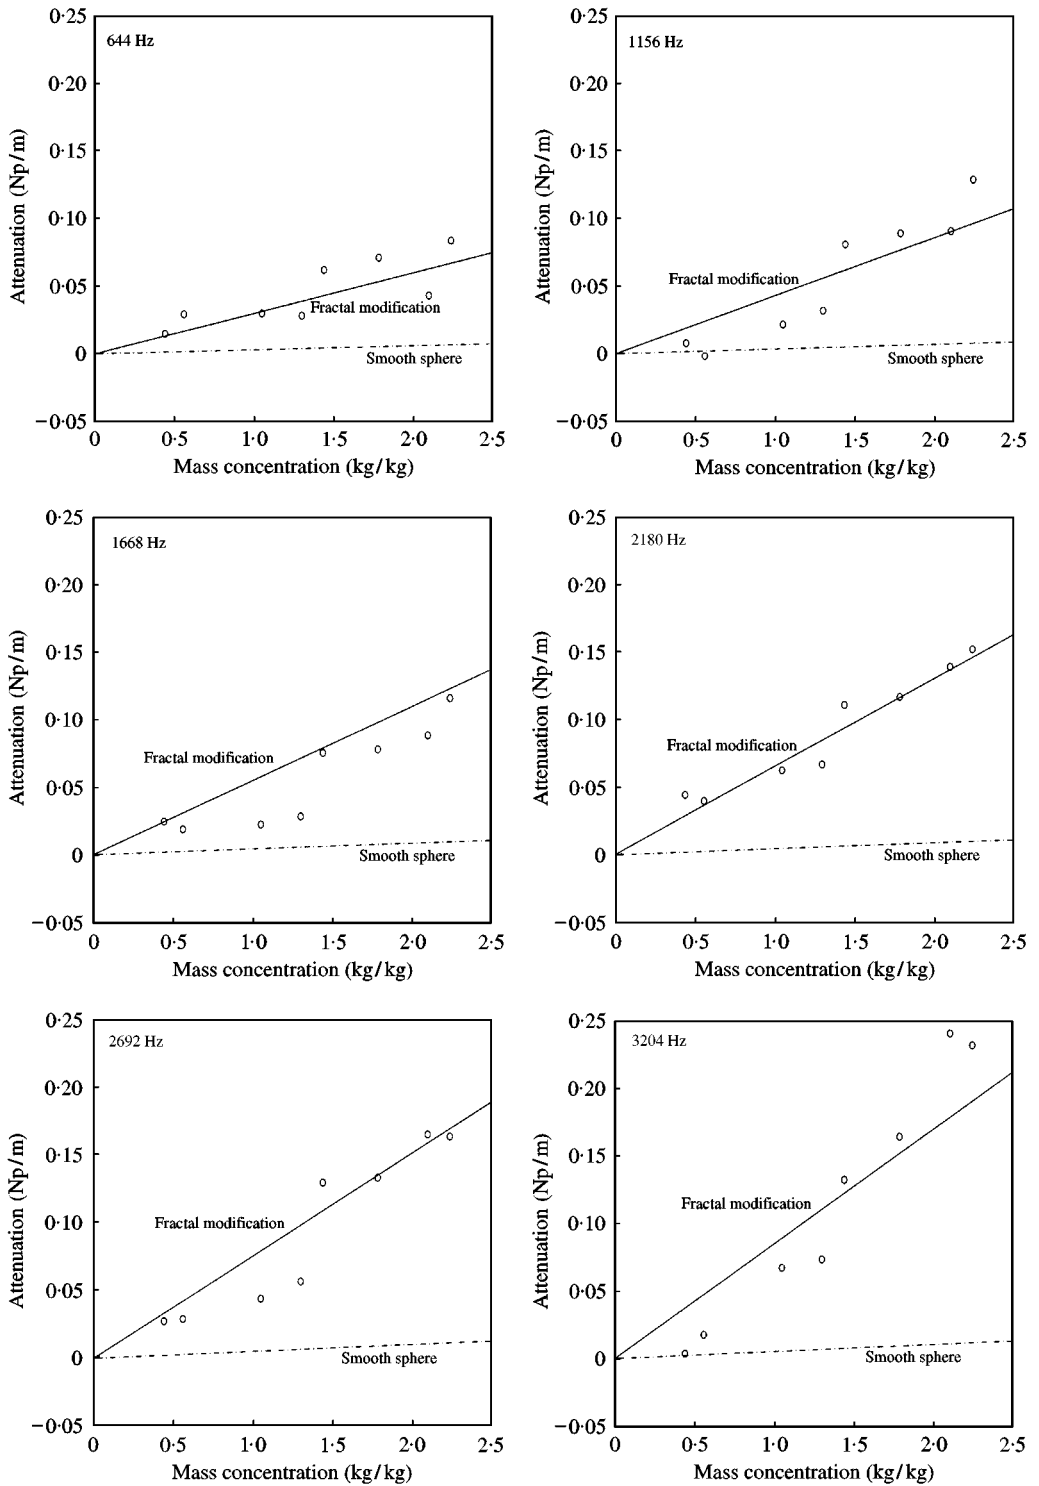 0·25
644 Hz
0·20
0·15
0·10
0·05
0
−0·05
Attenuation (Np/m)
Fractal modification
Smooth sphere
0 0·5 1·0 1·5 2·0 2·5
Mass concentration (kg/kg)
0·25
1156 Hz
0·20
0·15
0·10
0·05
0
−0·05
Attenuation (Np/m)
Fractal modification
Smooth sphere
0 0·5 1·0 1·5 2·0 2·5
Mass concentration (kg/kg)
0·25
1668 Hz
0·20
0·15
0·10
0·05
0
−0·05
Attenuation (Np/m)
Fractal modification
Smooth sphere
0 0·5 1·0 1·5 2·0 2·5
Mass concentration (kg/kg)
0·25
2180 Hz
0·20
0·15
0·10
0·05
0
−0·05
Attenuation (Np/m)
Fractal modification
Smooth sphere
0 0·5 1·0 1·5 2·0 2·5
Mass concentration (kg/kg)
0·25
2692 Hz
0·20
0·15
0·10
0·05
0
−0·05
Attenuation (Np/m)
Fractal modification
Smooth sphere
0 0·5 1·0 1·5 2·0 2·5
Mass concentration (kg/kg)
0·25
3204 Hz
0·20
0·15
0·10
0·05
0
−0·05
Attenuation (Np/m)
Fractal modification
Smooth sphere
0 0·5 1·0 1·5 2·0 2·5
Mass concentration (kg/kg)